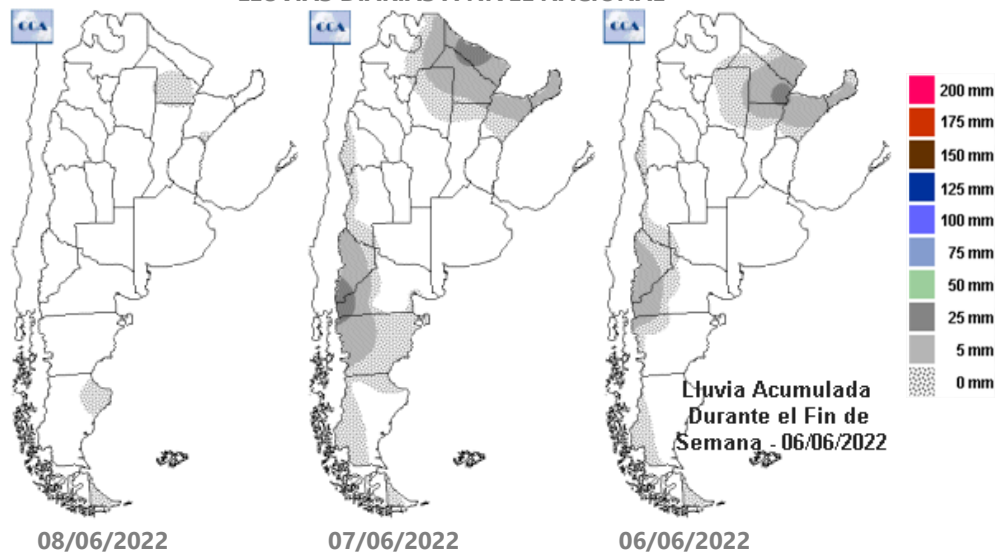 CCA
CCA
CCA
200 mm
175 mm
150 mm
125 mm
100 mm
75 mm
50 mm
25 mm
5 mm
0 mm
Lluvia Acumulada
Durante el Fin de
Semana - 06/06/2022
08/06/2022
07/06/2022
06/06/2022